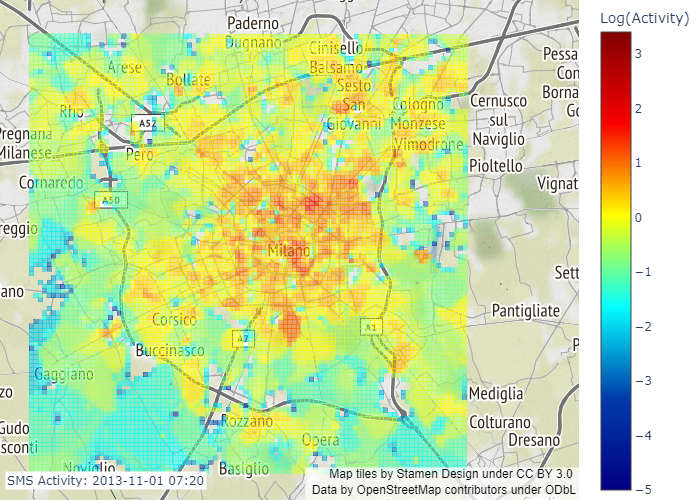 Log(Activity)
Paderno
Dugnano
Cinisello
Balsamo
Arese
Bollate
Sesto
San
Giovanni
Cologno
Monzese
Vimodrone
Cernusco
sul
Naviglio
Pioltello
Pessa
Con
Borna
Go
Rho
A52
Pero
Pregnana
Milanese
Cornaredo
A50
Vignat
reggio
Milano
Sett
ano
Pantigliate
Corsico
A7
A1
P
Buccinasco
Gaggiano
zo
Mediglia
Rozzano
Colturano
Dresano
Gudo
sconti
Opera
Noviglio
Basiglio
SMS Activity: 2013-11-01 07:20
Map tiles by Stamen Design under CC BY 3.0
Data by OpenStreetMap contributors under ODbL
3
2
1
0
−1
−2
−3
−4
−5